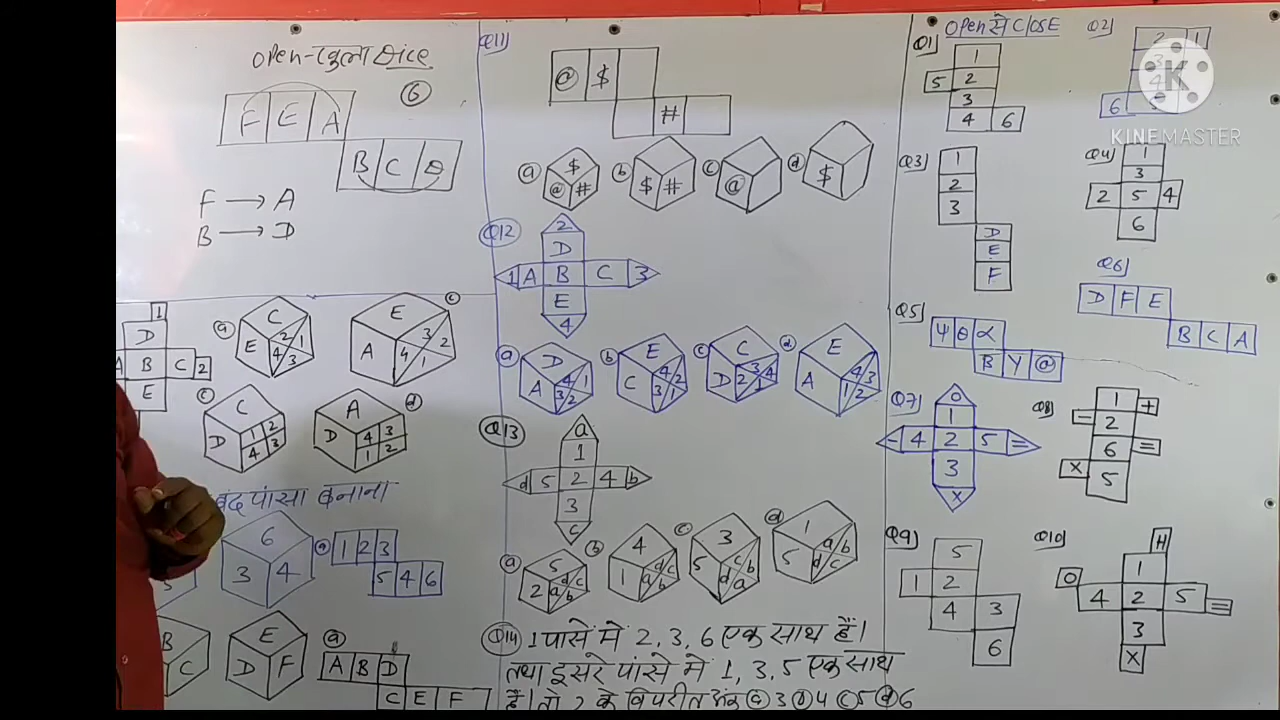 open-खुला Dice
F E A
6
B C D
F → A
B → D
1
D
A B C 2
E
a
C
E
2 1
4 3
c
E
A
3
4 2
1
c
C
D
1 2
4 3
d
A
D
4 3
1 2
बंद पांसा बनाना
6
3 4
a
1 2 3
5 4 6
B
C
E
D F
a
A B D
C E F
Q11)
@ $
#
a
$
@ #
b
$ #
c
@
d
$
Q12
2
D
1 A B C 3
E
4
a
D
A
4 1
3 2
b
E
C
4 2
3 1
c
C
D
3 4
2 1
d
E
A
4 3
1 2
Q13
a
1
d 5 2 4 b
3
c
a
5
2
d c
a b
b
4
1
d c
a b
c
3
5
c b
d a
d
1
5
a b
d c
Q14) 1 पासे में 2, 3, 6 एक साथ हैं।
तथा दूसरे पांसे में 1, 3, 5 एक साथ
हैं। तो 2 के विपरीत अंक a 3 b 4 c 5 d 6
open से CloSE
Q1)
1
5 2
3
4 6
Q2)
2 1
3
4
6 5
KINEMASTER
Q3)
1
2
3
D
E
F
Q4)
1
3
2 5 4
6
Q5)
Ψ θ α
B Y @
Q6)
D F E
B C A
Q7)
0
1
- 4 2 5 =
3
x
Q8)
1 +
- 2
6 =
x 5
Q9)
5
1 2
4 3
6
Q10)
H
1
0
4 2 5 =
3
x